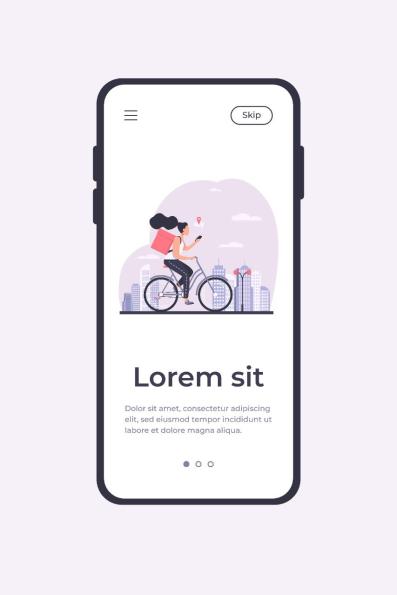 Skip
Lorem sit
Dolor sit amet, consectetur adipiscing
elit, sed eiusmod tempor incididunt ut
labore et dolore magna aliqua.